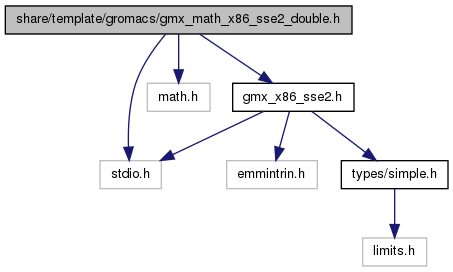 share/template/gromacs/gmx_math_x86_sse2_double.h
math.h
gmx_x86_sse2.h
stdio.h
emmintrin.h
types/simple.h
limits.h